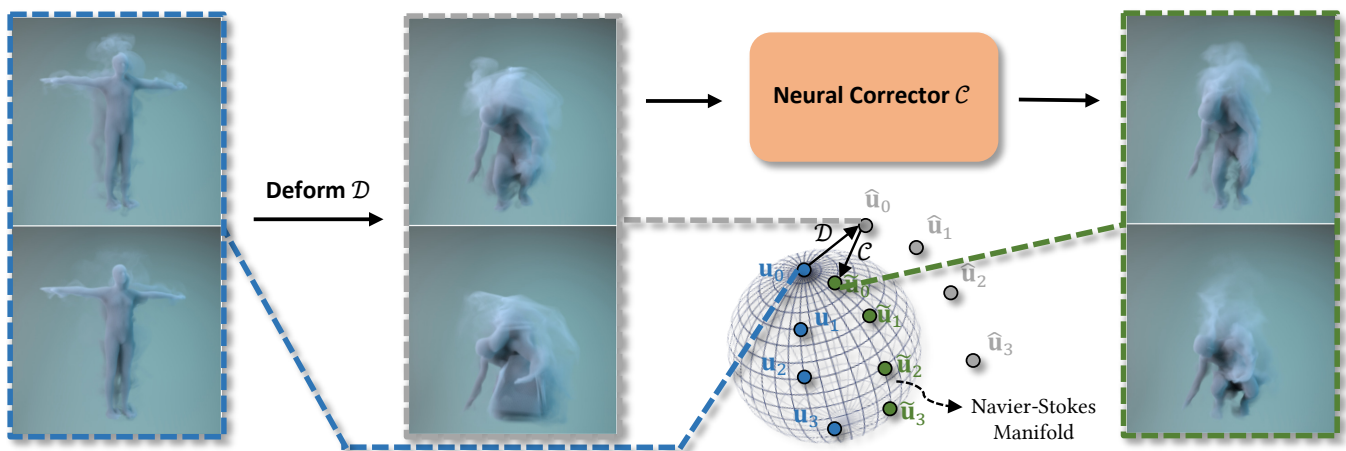 Deform 𝒟
Neural Corrector 𝒞
û₀
û₁
û₂
û₃
𝒟
𝒞
u₀
ũ₀
u₁
ũ₁
u₂
ũ₂
u₃
ũ₃
Navier-Stokes
Manifold